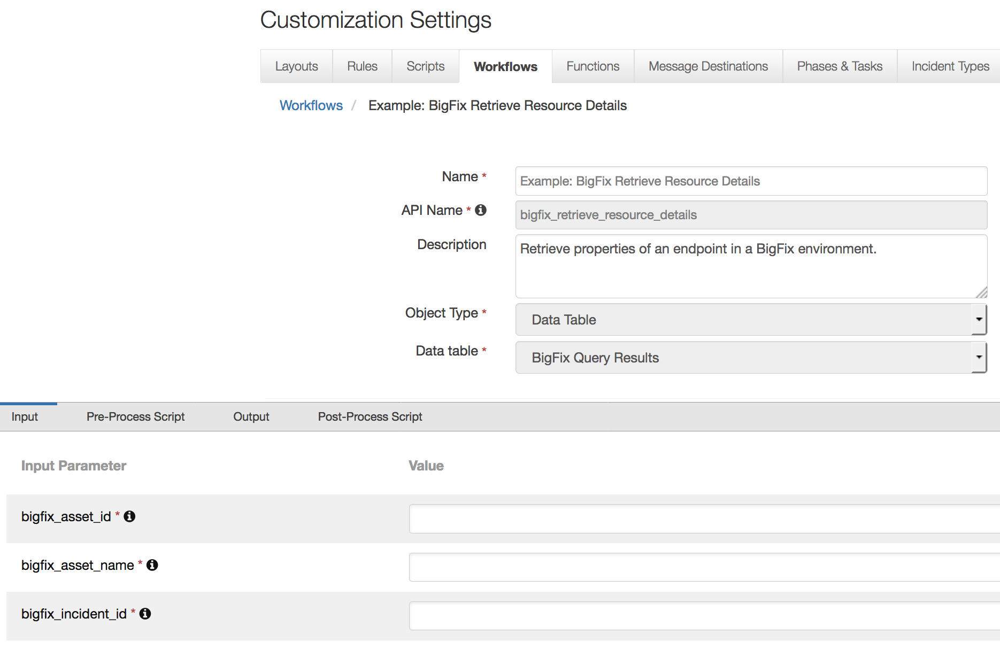 Customization Settings
Layouts Rules Scripts Workflows Functions Message Destinations Phases & Tasks Incident Types
Workflows / Example: BigFix Retrieve Resource Details
Name * Example: BigFix Retrieve Resource Details
API Name * bigfix_retrieve_resource_details
Description Retrieve properties of an endpoint in a BigFix environment.
Object Type * Data Table
Data table * BigFix Query Results
Input Pre-Process Script Output Post-Process Script
Input Parameter Value
bigfix_asset_id *
bigfix_asset_name *
bigfix_incident_id *